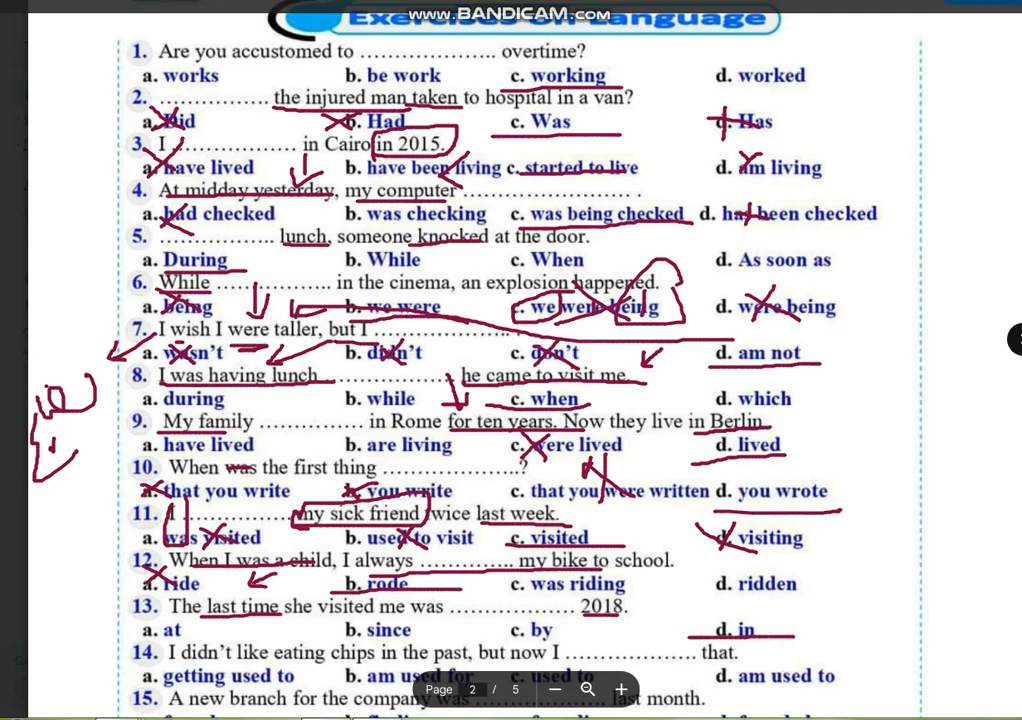 www.BANDICAM.com
Exercises on Language
1. Are you accustomed to ………………. overtime?
a. works b. be work c. working d. worked
2. …………… the injured man taken to hospital in a van?
a. Did b. Had c. Was d. Has
3. I …………… in Cairo in 2015.
a. have lived b. have been living c. started to live d. am living
4. At midday yesterday, my computer …………………… .
a. had checked b. was checking c. was being checked d. had been checked
5. …………… lunch, someone knocked at the door.
a. During b. While c. When d. As soon as
6. While …………… in the cinema, an explosion happened.
a. being b. we were c. we were being d. were being
7. I wish I were taller, but I ……………….
a. wasn't b. didn't c. don't d. am not
8. I was having lunch …………… he came to visit me.
a. during b. while c. when d. which
9. My family …………… in Rome for ten years. Now they live in Berlin.
a. have lived b. are living c. were lived d. lived
10. When was the first thing ………………..?
a. that you write b. you write c. that you were written d. you wrote
11. I …………… my sick friend twice last week.
a. was visited b. used to visit c. visited d. visiting
12. When I was a child, I always …………… my bike to school.
a. ride b. rode c. was riding d. ridden
13. The last time she visited me was ……………… 2018.
a. at b. since c. by d. in
14. I didn't like eating chips in the past, but now I ……………… that.
a. getting used to b. am used for c. used to d. am used to
15. A new branch for the company was ……………… last month.
Page 2 / 5